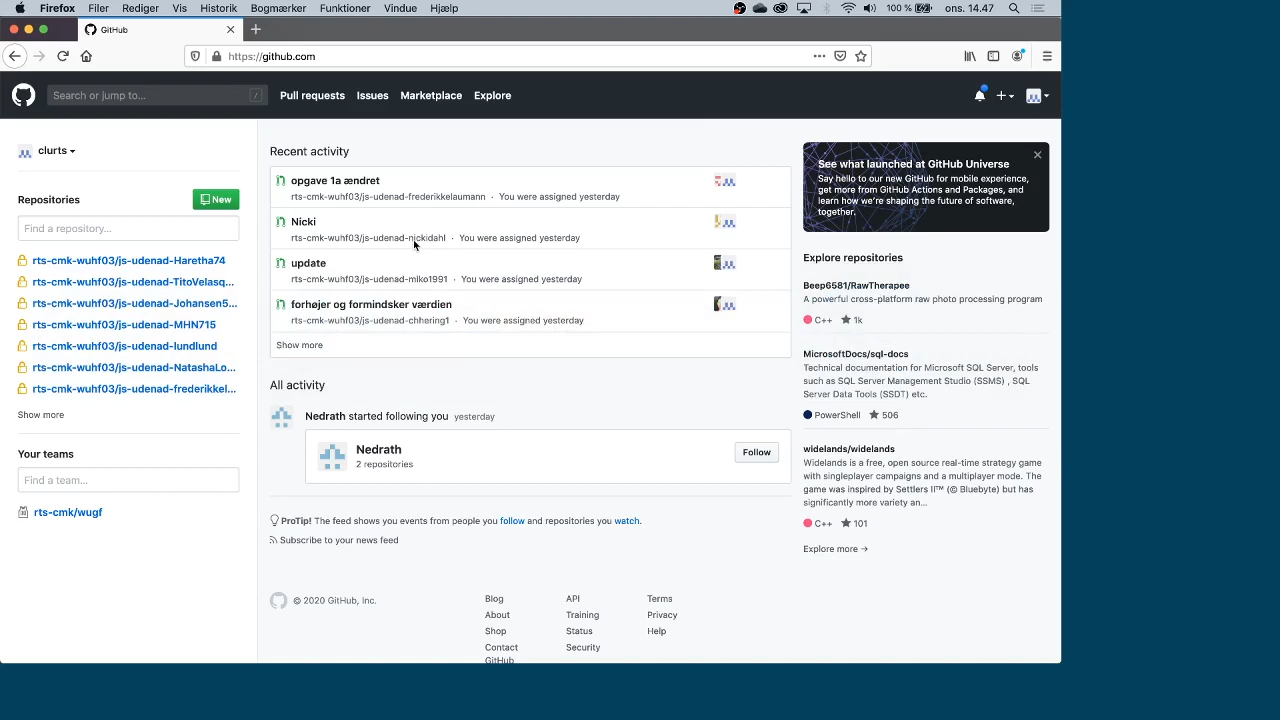 Firefox Filer Rediger Vis Historik Bogmærker Funktioner Vindue Hjælp 100 % ons. 14.47
GitHub
https://github.com
Search or jump to... /
Pull requests Issues Marketplace Explore
clurts
Repositories
New
Find a repository...
rts-cmk-wuhf03/js-udenad-Haretha74
rts-cmk-wuhf03/js-udenad-TitoVelasq...
rts-cmk-wuhf03/js-udenad-Johansen5...
rts-cmk-wuhf03/js-udenad-MHN715
rts-cmk-wuhf03/js-udenad-lundlund
rts-cmk-wuhf03/js-udenad-NatashaLo...
rts-cmk-wuhf03/js-udenad-frederikkel...
Show more
Your teams
Find a team...
rts-cmk/wugf
Recent activity
opgave 1a ændret
rts-cmk-wuhf03/js-udenad-frederikkelaumann · You were assigned yesterday
Nicki
rts-cmk-wuhf03/js-udenad-nickidahl · You were assigned yesterday
update
rts-cmk-wuhf03/js-udenad-miko1991 · You were assigned yesterday
forhøjer og formindsker værdien
rts-cmk-wuhf03/js-udenad-chhering1 · You were assigned yesterday
Show more
All activity
Nedrath started following you yesterday
Nedrath
2 repositories
Follow
ProTip! The feed shows you events from people you follow and repositories you watch.
Subscribe to your news feed
© 2020 GitHub, Inc.
Blog
About
Shop
Contact
GitHub
API
Training
Status
Security
Terms
Privacy
Help
See what launched at GitHub Universe
Say hello to our new GitHub for mobile experience,
get more from GitHub Actions and Packages, and
learn how we're shaping the future of software,
together.
Explore repositories
Beep6581/RawTherapee
A powerful cross-platform raw photo processing program
C++ 1k
MicrosoftDocs/sql-docs
Technical documentation for Microsoft SQL Server, tools
such as SQL Server Management Studio (SSMS) , SQL
Server Data Tools (SSDT) etc.
PowerShell 506
widelands/widelands
Widelands is a free, open source real-time strategy game
with singleplayer campaigns and a multiplayer mode. The
game was inspired by Settlers II™ (© Bluebyte) but has
significantly more variety an...
C++ 101
Explore more →